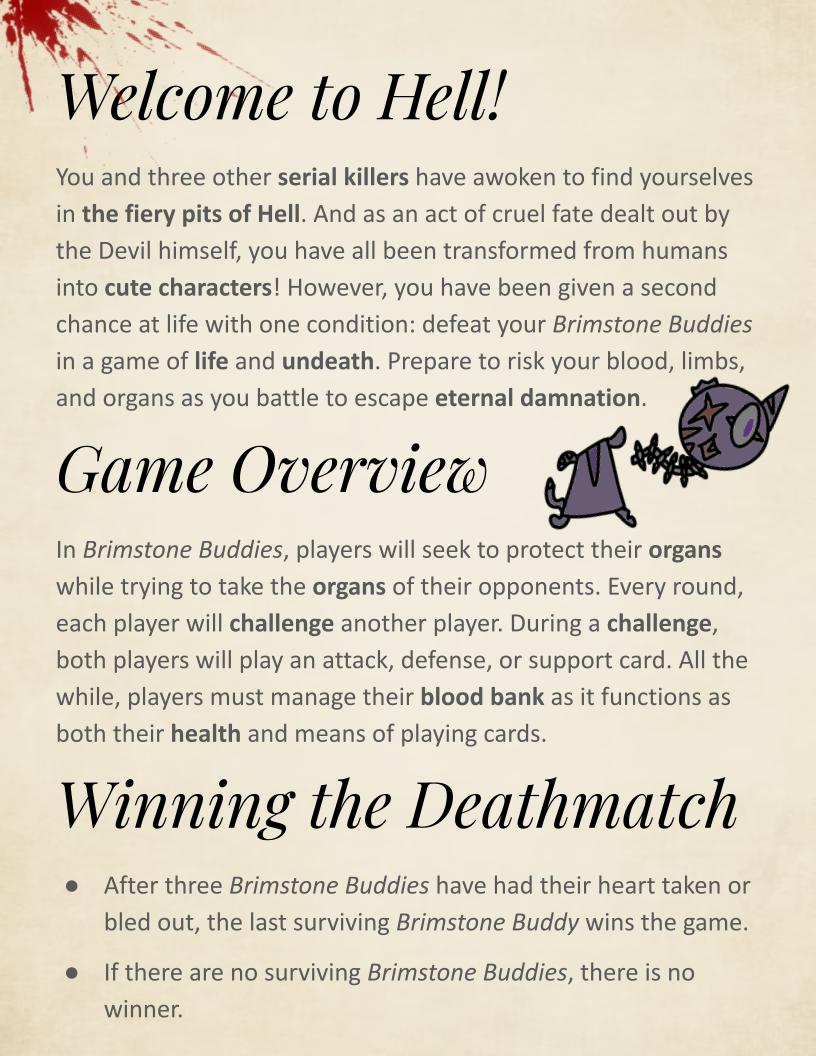 Welcome to Hell!
You and three other serial killers have awoken to find yourselves
in the fiery pits of Hell. And as an act of cruel fate dealt out by
the Devil himself, you have all been transformed from humans
into cute characters! However, you have been given a second
chance at life with one condition: defeat your Brimstone Buddies
in a game of life and undeath. Prepare to risk your blood, limbs,
and organs as you battle to escape eternal damnation.
Game Overview
In Brimstone Buddies, players will seek to protect their organs
while trying to take the organs of their opponents. Every round,
each player will challenge another player. During a challenge,
both players will play an attack, defense, or support card. All the
while, players must manage their blood bank as it functions as
both their health and means of playing cards.
Winning the Deathmatch
● After three Brimstone Buddies have had their heart taken or
bled out, the last surviving Brimstone Buddy wins the game.
● If there are no surviving Brimstone Buddies, there is no
winner.